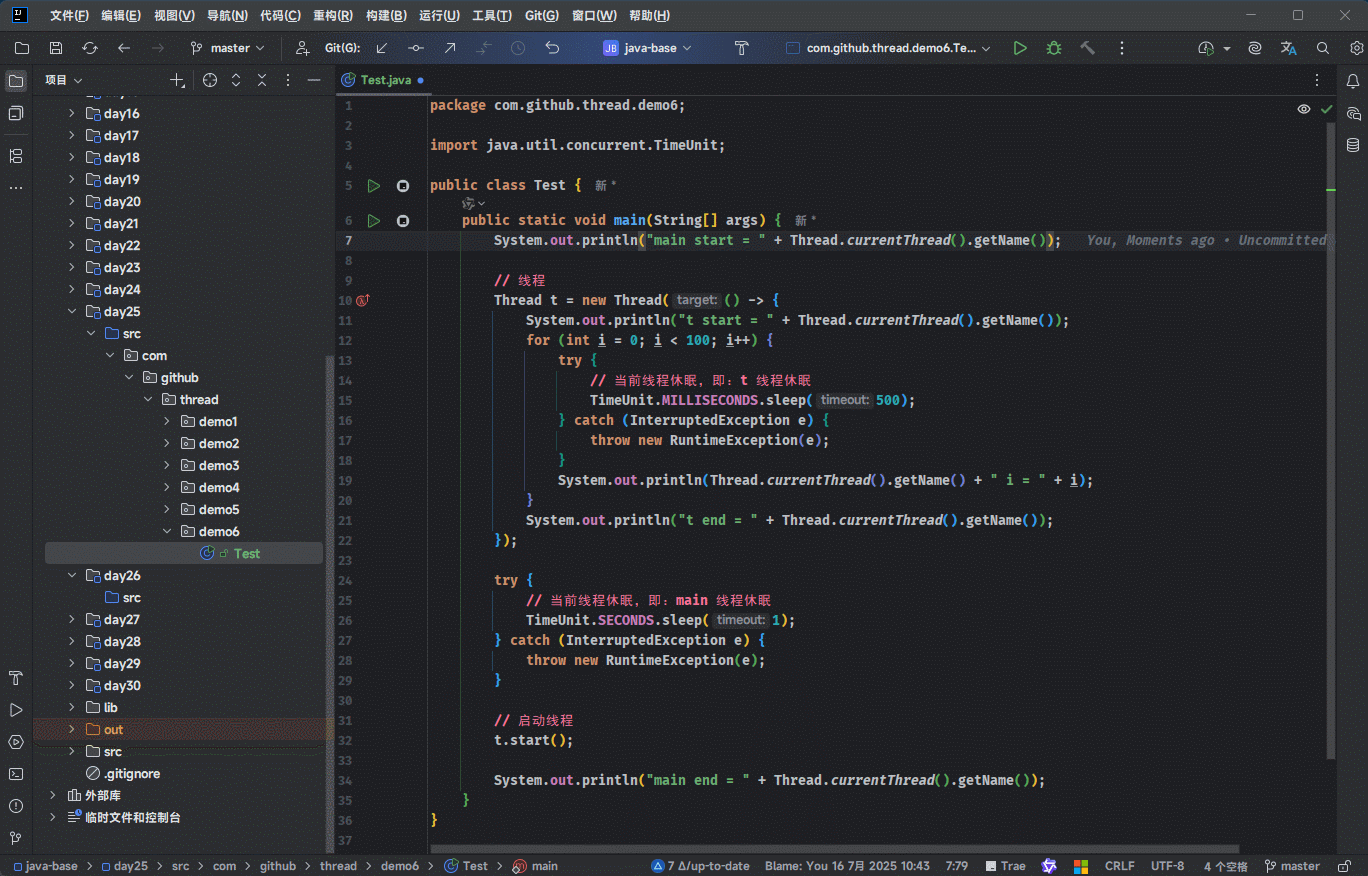 文件(F) 编辑(E) 视图(V) 导航(N) 代码(C) 重构(R) 构建(B) 运行(U) 工具(T) Git(G) 窗口(W) 帮助(H)
master Git(G): JB java-base com.github.thread.demo6.Te...
项目
day16
day17
day18
day19
day20
day21
day22
day23
day24
day25
src
com
github
thread
demo1
demo2
demo3
demo4
demo5
demo6
Test
day26
src
day27
day28
day29
day30
lib
out
src
.gitignore
外部库
临时文件和控制台
Test.java
1 package com.github.thread.demo6;
2
3 import java.util.concurrent.TimeUnit;
4
5 public class Test { 新 *
6 public static void main(String[] args) { 新 *
7 System.out.println("main start = " + Thread.currentThread().getName()); You, Moments ago • Uncommitted
8
9 // 线程
10 Thread t = new Thread( target: () -> {
11 System.out.println("t start = " + Thread.currentThread().getName());
12 for (int i = 0; i < 100; i++) {
13 try {
14 // 当前线程休眠，即：t 线程休眠
15 TimeUnit.MILLISECONDS.sleep( timeout: 500);
16 } catch (InterruptedException e) {
17 throw new RuntimeException(e);
18 }
19 System.out.println(Thread.currentThread().getName() + " i = " + i);
20 }
21 System.out.println("t end = " + Thread.currentThread().getName());
22 });
23
24 try {
25 // 当前线程休眠，即：main 线程休眠
26 TimeUnit.SECONDS.sleep( timeout: 1);
27 } catch (InterruptedException e) {
28 throw new RuntimeException(e);
29 }
30
31 // 启动线程
32 t.start();
33
34 System.out.println("main end = " + Thread.currentThread().getName());
35 }
36 }
37
java-base > day25 > src > com > github > thread > demo6 > Test > main 7 Δ/up-to-date Blame: You 16 7月 2025 10:43 7:79 Trae CRLF UTF-8 4 个空格 master